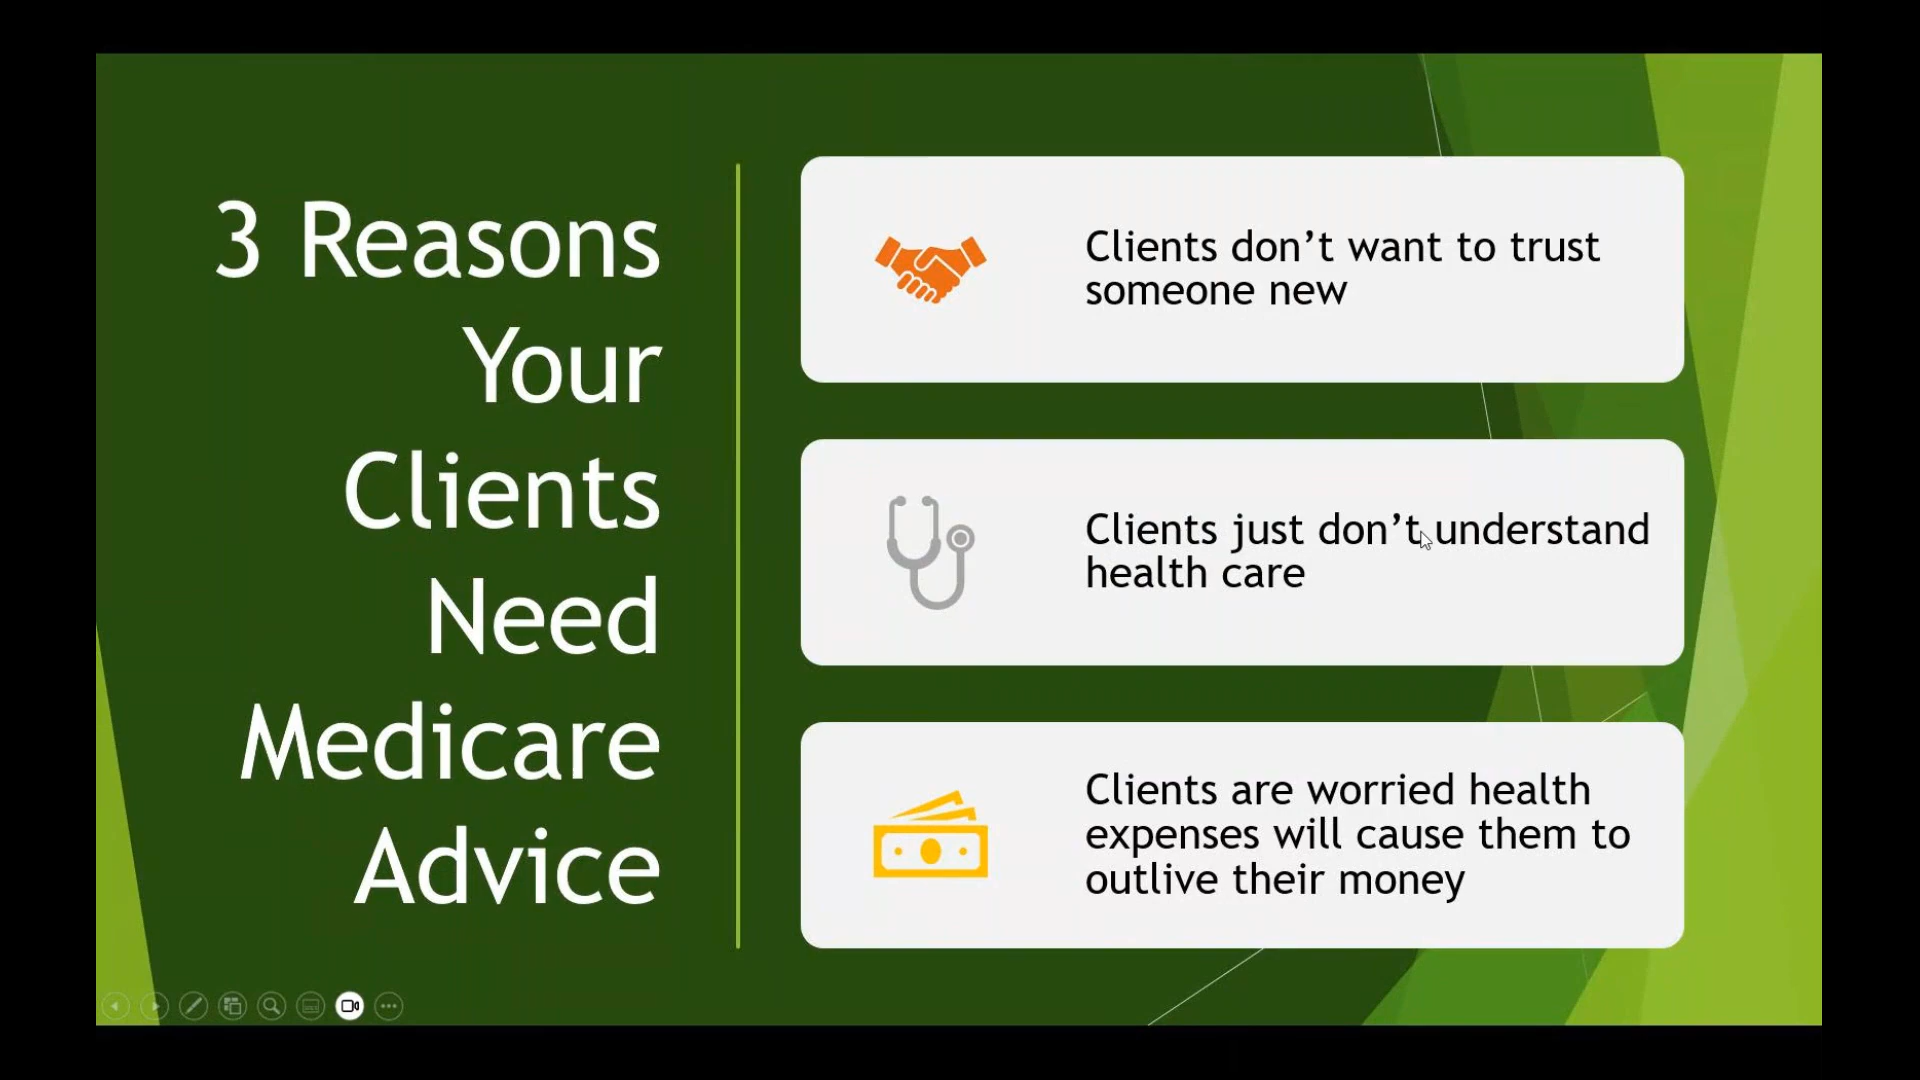 3 Reasons
Your
Clients
Need
Medicare
Advice
Clients don’t want to trust
someone new
Clients just don’t understand
health care
Clients are worried health
expenses will cause them to
outlive their money